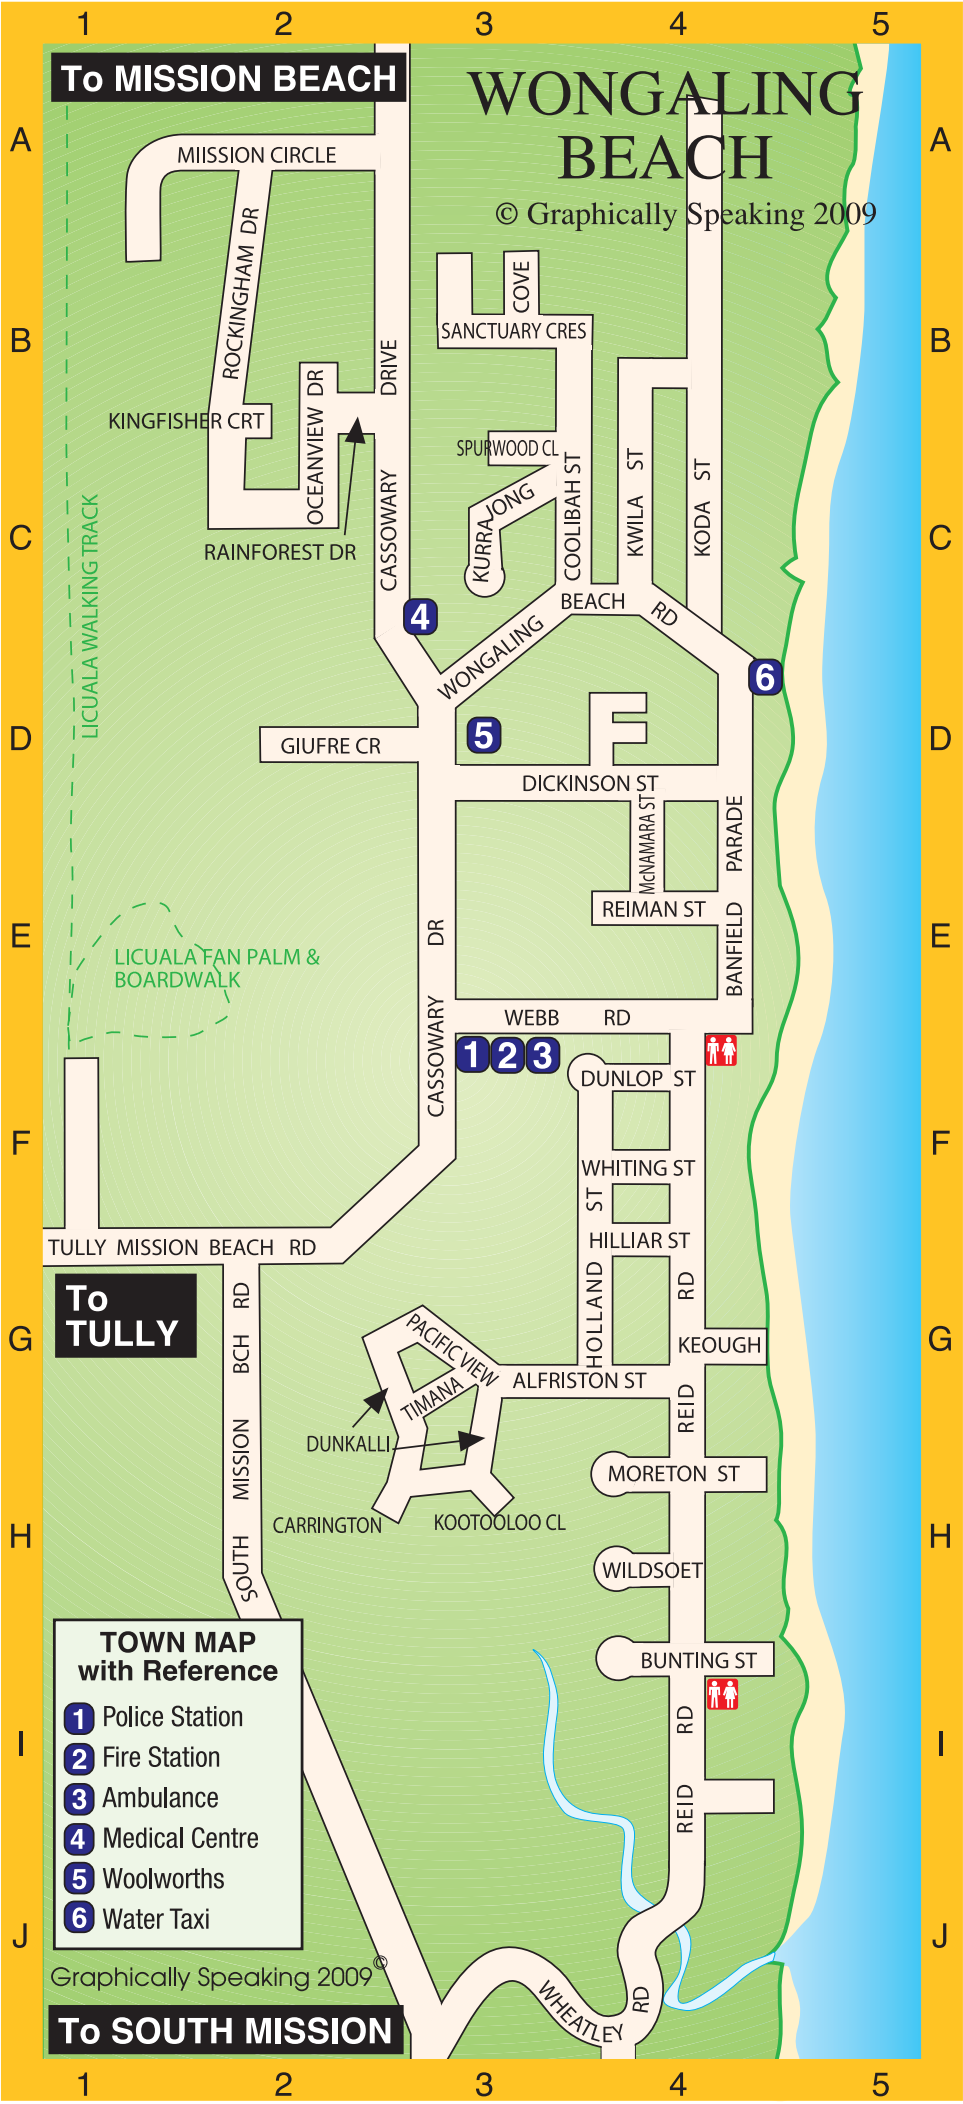 1 2 3 4 5
To MISSION BEACH
WONGALING
BEACH
© Graphically Speaking 2009
A A
MIISSION CIRCLE
ROCKINGHAM DR
COVE
SANCTUARY CRES
B B
DRIVE
OCEANVIEW DR
KINGFISHER CRT
SPURWOOD CL
KURRAJONG
COOLIBAH ST
KWILA ST
KODA ST
CASSOWARY
LICUALA WALKING TRACK
C C
RAINFOREST DR
BEACH RD
4
WONGALING
6
D D
5
GIUFRE CR
DICKINSON ST
McNAMARA ST
PARADE
BANFIELD
REIMAN ST
E E
DR
LICUALA FAN PALM &
BOARDWALK
WEBB RD
CASSOWARY
1 2 3
DUNLOP ST
F F
WHITING ST
HOLLAND ST
HILLIAR ST
TULLY MISSION BEACH RD
To
TULLY
SOUTH MISSION BCH RD
REID RD
G G
PACIFIC VIEW
KEOUGH
TIMANA
ALFRISTON ST
DUNKALLI
MORETON ST
CARRINGTON
KOOTOOLOO CL
H H
WILDSOET
BUNTING ST
TOWN MAP
with Reference
1 Police Station
2 Fire Station
3 Ambulance
4 Medical Centre
5 Woolworths
6 Water Taxi
I I
REID RD
J J
Graphically Speaking 2009©
WHEATLEY RD
To SOUTH MISSION
1 2 3 4 5